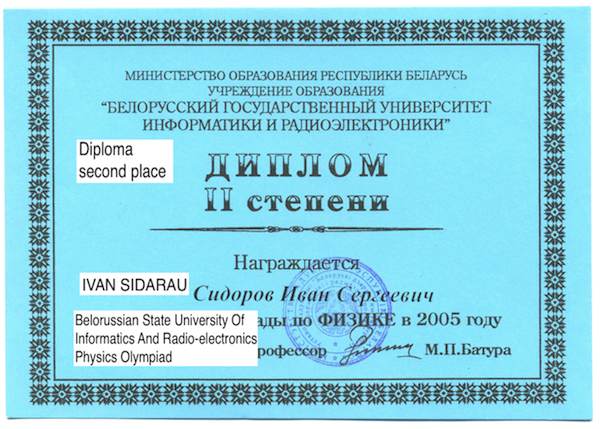 МИНИСТЕРСТВО ОБРАЗОВАНИЯ РЕСПУБЛИКИ БЕЛАРУСЬ
УЧРЕЖДЕНИЕ ОБРАЗОВАНИЯ
“БЕЛОРУССКИЙ ГОСУДАРСТВЕННЫЙ УНИВЕРСИТЕТ
ИНФОРМАТИКИ И РАДИОЭЛЕКТРОНИКИ”
Diploma
second place
ДИПЛОМ
II степени
Награждается
IVAN SIDARAU
Сидоров Иван Сергеевич
Belorussian State University Of
Informatics And Radio-electronics
Physics Olympiad
ады по ФИЗИКЕ в 2005 году
рофессор М.П.Батура